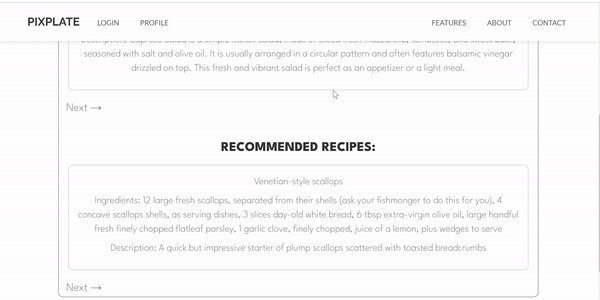 PIXPLATE LOGIN PROFILE FEATURES ABOUT CONTACT
seasoned with salt and olive oil. It is usually arranged in a circular pattern and often features balsamic vinegar
drizzled on top. This fresh and vibrant salad is perfect as an appetizer or a light meal.
Next →
RECOMMENDED RECIPES:
Venetian-style scallops
Ingredients: 12 large fresh scallops, separated from their shells (ask your fishmonger to do this for you), 4
concave scallops shells, as serving dishes, 3 slices day-old white bread, 6 tbsp extra-virgin olive oil, large handful
fresh finely chopped flatleaf parsley, 1 garlic clove, finely chopped, juice of a lemon, plus wedges to serve
Description: A quick but impressive starter of plump scallops scattered with toasted breadcrumbs
Next →